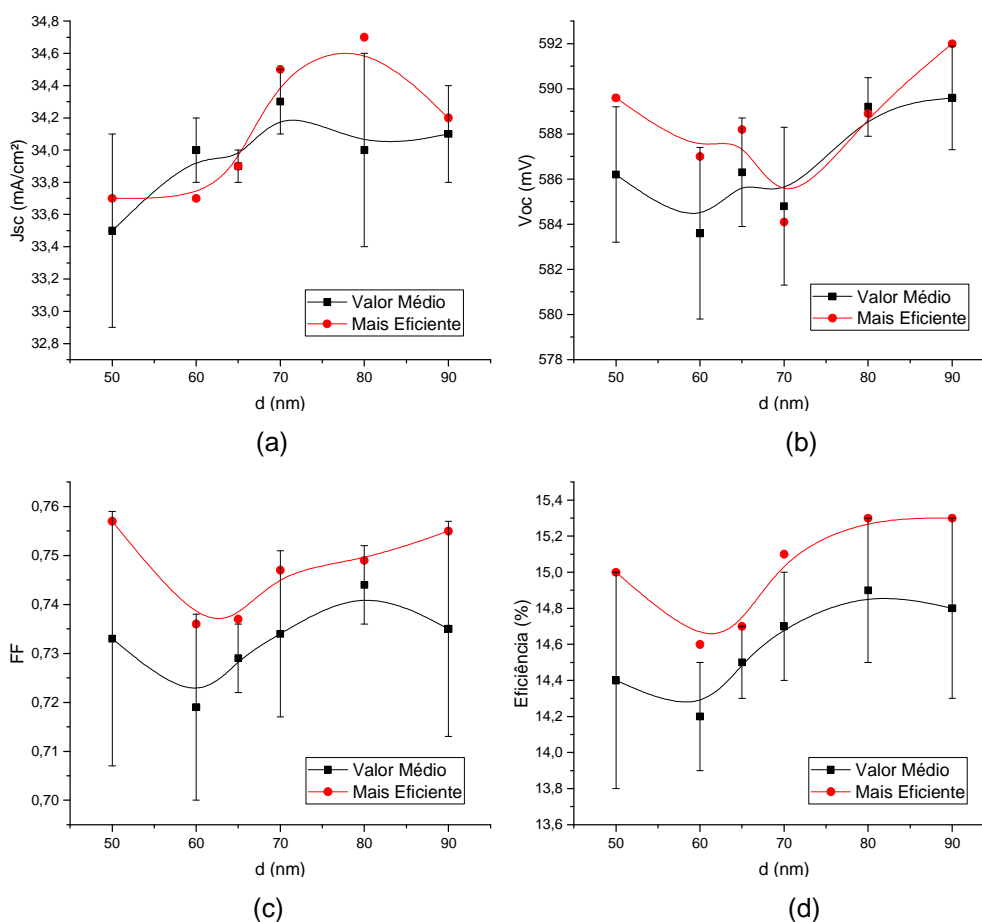 34,8
34,6
34,4
34,2
34,0
33,8
33,6
33,4
33,2
33,0
32,8
Jsc (mA/cm²)
Valor Médio
Mais Eficiente
50 60 70 80 90
d (nm)
(a)
592
590
588
586
584
582
580
578
Voc (mV)
Valor Médio
Mais Eficiente
50 60 70 80 90
d (nm)
(b)
0,76
0,75
0,74
0,73
0,72
0,71
0,70
FF
Valor Médio
Mais Eficiente
50 60 70 80 90
d (nm)
(c)
15,4
15,2
15,0
14,8
14,6
14,4
14,2
14,0
13,8
13,6
Eficiência (%)
Valor Médio
Mais Eficiente
50 60 70 80 90
d (nm)
(d)